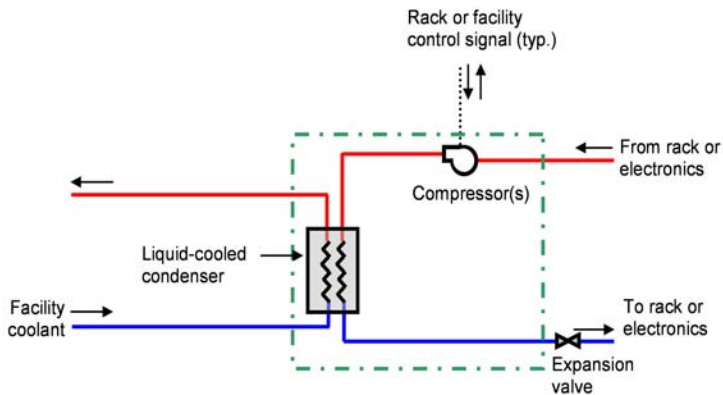 Rack or facility
control signal (typ.)
From rack or
electronics
Compressor(s)
Liquid-cooled
condenser
Facility
coolant
To rack or
electronics
Expansion
valve